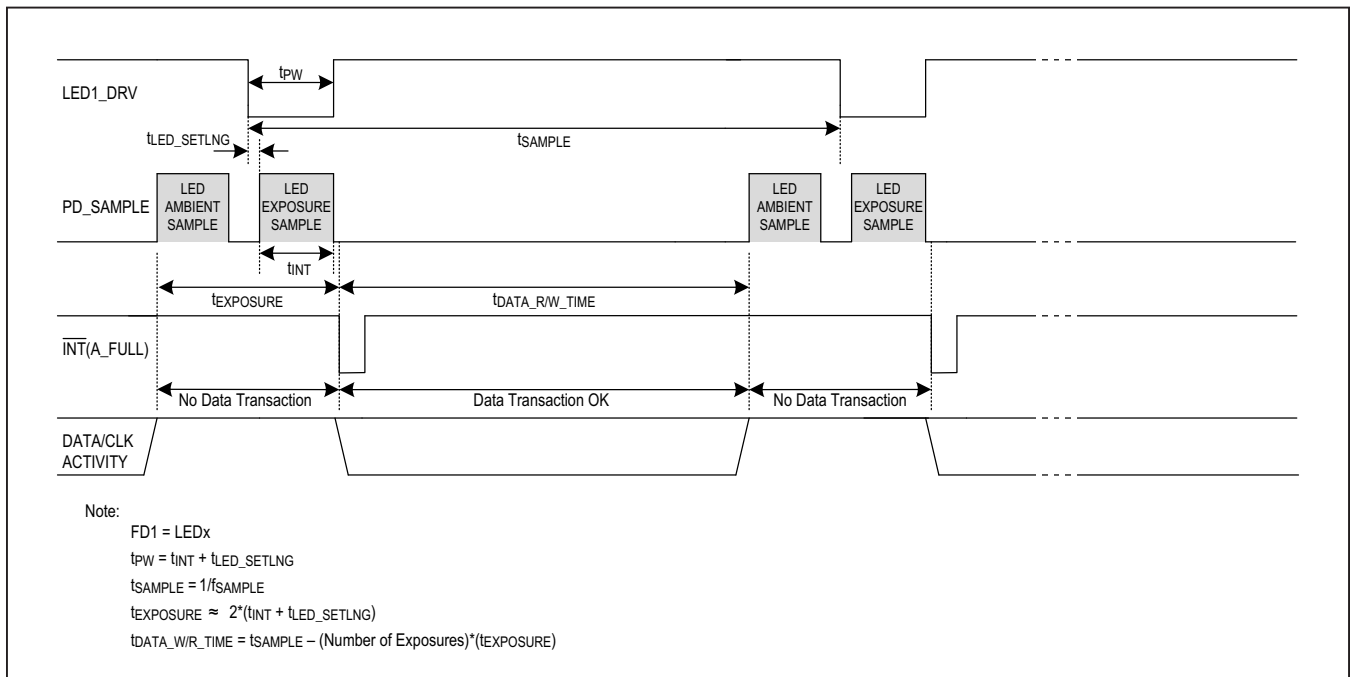 LED1_DRV
tPW
tLED_SETLNG
tSAMPLE
PD_SAMPLE
LED
AMBIENT
SAMPLE
LED
EXPOSURE
SAMPLE
LED
AMBIENT
SAMPLE
LED
EXPOSURE
SAMPLE
tINT
tEXPOSURE
tDATA_R/W_TIME
INT(A_FULL)
No Data Transaction
Data Transaction OK
No Data Transaction
DATA/CLK
ACTIVITY
Note:
FD1 = LEDx
tPW = tINT + tLED_SETLNG
tSAMPLE = 1/fSAMPLE
tEXPOSURE ≈ 2*(tINT + tLED_SETLNG)
tDATA_W/R_TIME = tSAMPLE – (Number of Exposures)*(tEXPOSURE)